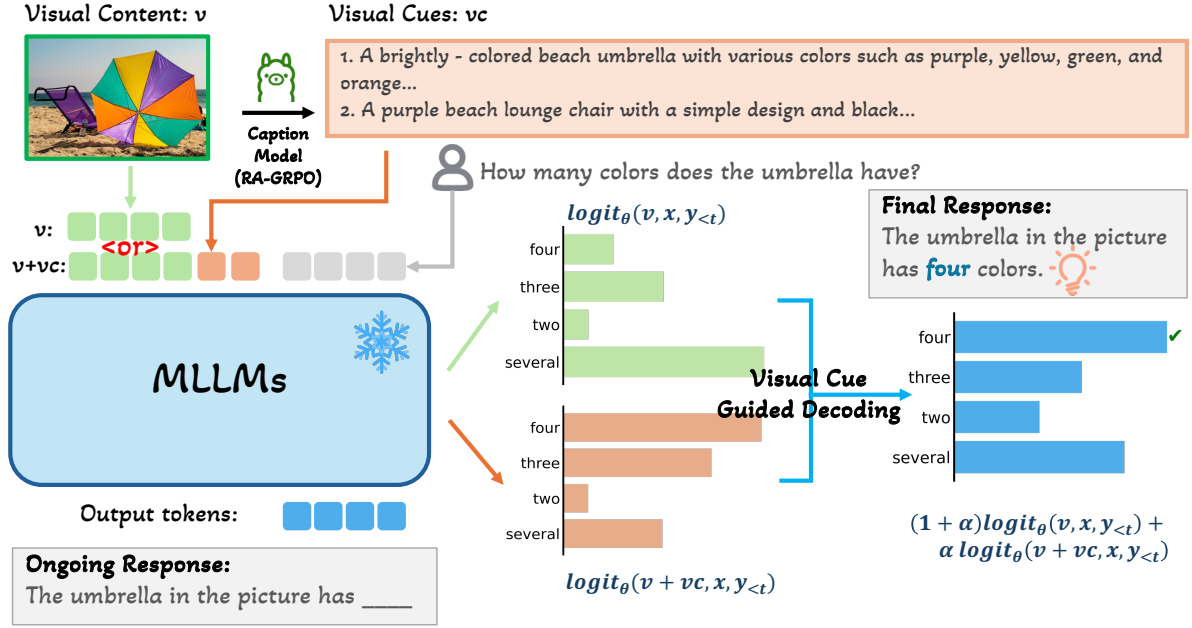 Visual Content: v
Visual Cues: vc
1. A brightly - colored beach umbrella with various colors such as purple, yellow, green, and
orange...
2. A purple beach lounge chair with a simple design and black...
Caption
Model
(RA-GRPO)
How many colors does the umbrella have?
v:
<or>
v+vc:
MLLMs
Output tokens:
Ongoing Response:
The umbrella in the picture has ____
logitθ(v, x, y<t)
four
three
two
several
four
three
two
several
logitθ(v + vc, x, y<t)
Visual Cue
Guided Decoding
Final Response:
The umbrella in the picture
has four colors.
four ✔
three
two
several
(1 + α)logitθ(v, x, y<t) +
α logitθ(v + vc, x, y<t)